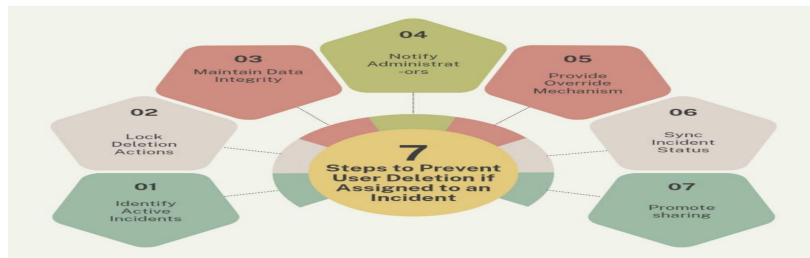 04
Notify
Administrat
-ors
03
Maintain Data
Integrity
05
Provide
Override
Mechanism
02
Lock
Deletion
Actions
06
Sync
Incident
Status
01
Identify
Active
Incidents
07
Promote
sharing
7
Steps to Prevent
User Deletion if
Assigned to an
Incident